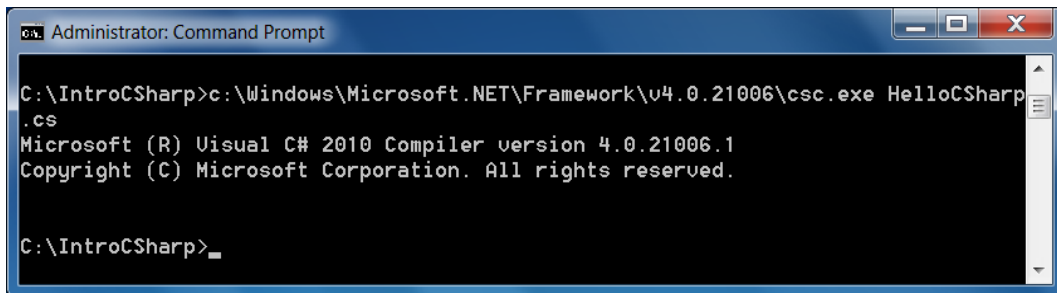 Administrator: Command Prompt
C:\IntroCSharp>c:\Windows\Microsoft.NET\Framework\v4.0.21006\csc.exe HelloCSharp
.cs
Microsoft (R) Visual C# 2010 Compiler version 4.0.21006.1
Copyright (C) Microsoft Corporation. All rights reserved.
C:\IntroCSharp>_